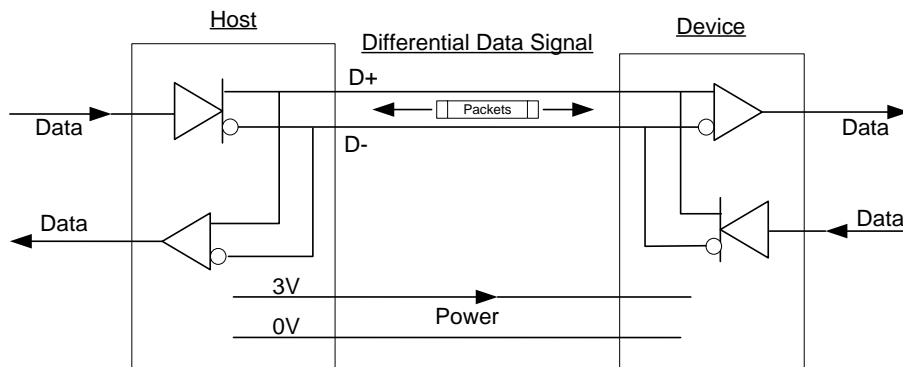 Host
Differential Data Signal
Device
D+
Packets
Data
Data
D-
Data
Data
3V
Power
0V